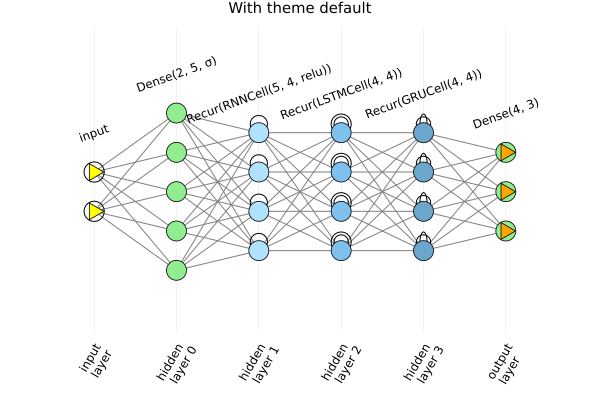 With theme default
input
Dense(2, 5, σ)
Recur(RNNCell(5, 4, relu))
Recur(LSTMCell(4, 4))
Recur(GRUCell(4, 4))
Dense(4, 3)
input
layer
hidden
layer 0
hidden
layer 1
hidden
layer 2
hidden
layer 3
output
layer